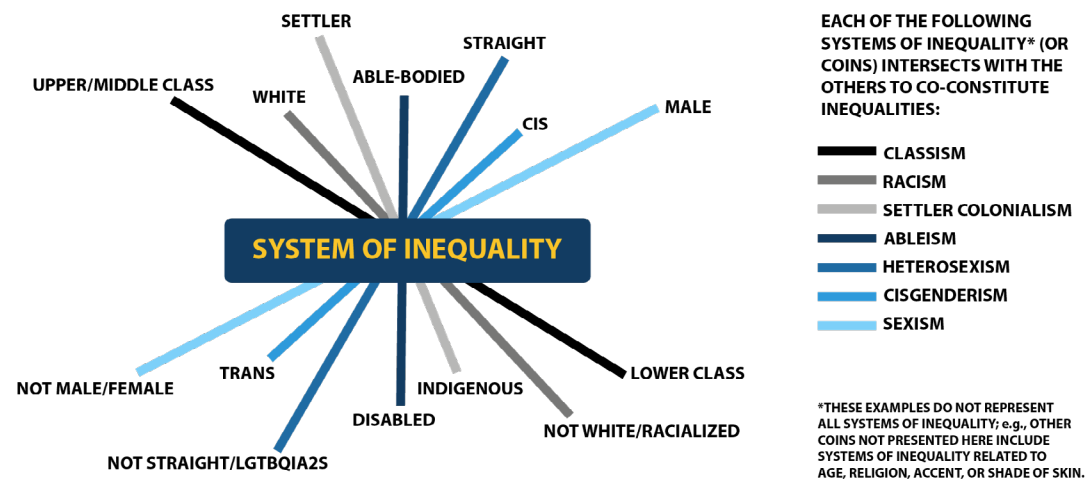 SETTLER
STRAIGHT
ABLE-BODIED
UPPER/MIDDLE CLASS
WHITE
MALE
CIS
SYSTEM OF INEQUALITY
NOT MALE/FEMALE
TRANS
INDIGENOUS
LOWER CLASS
DISABLED
NOT WHITE/RACIALIZED
NOT STRAIGHT/LGTBQIA2S
EACH OF THE FOLLOWING
SYSTEMS OF INEQUALITY* (OR
COINS) INTERSECTS WITH THE
OTHERS TO CO-CONSTITUTE
INEQUALITIES:
CLASSISM
RACISM
SETTLER COLONIALISM
ABLEISM
HETEROSEXISM
CISGENDERISM
SEXISM
*THESE EXAMPLES DO NOT REPRESENT
ALL SYSTEMS OF INEQUALITY; e.g., OTHER
COINS NOT PRESENTED HERE INCLUDE
SYSTEMS OF INEQUALITY RELATED TO
AGE, RELIGION, ACCENT, OR SHADE OF SKIN.